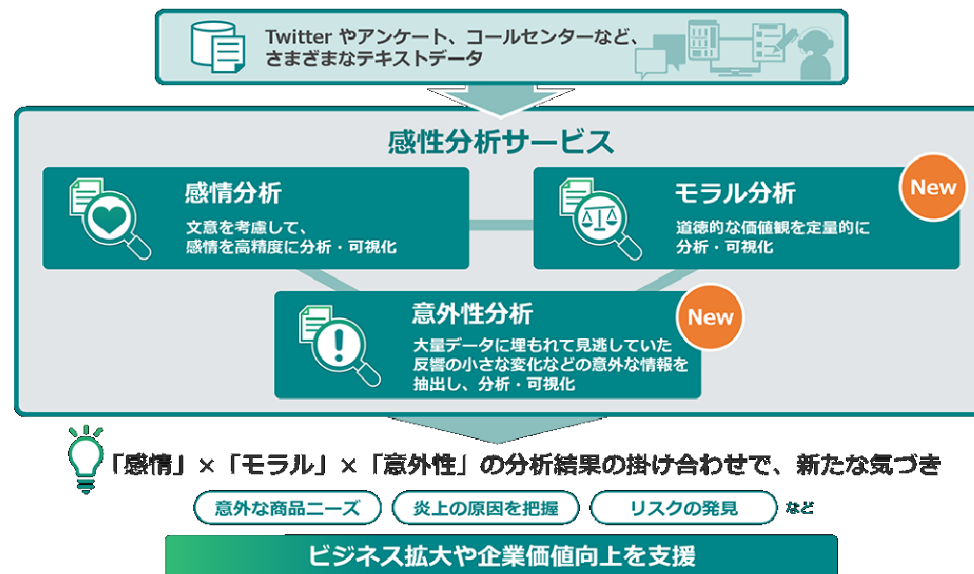 Twitter やアンケート、コールセンターなど、
さまざまなテキストデータ
感性分析サービス
感情分析
文意を考慮して、
感情を高精度に分析・可視化
モラル分析
New
道徳的な価値観を定量的に
分析・可視化
意外性分析
New
大量データに埋もれて見逃していた
反響の小さな変化などの意外な情報を
抽出し、分析・可視化
「感情」×「モラル」×「意外性」の分析結果の掛け合わせで、新たな気づき
意外な商品ニーズ
炎上の原因を把握
リスクの発見
など
ビジネス拡大や企業価値向上を支援